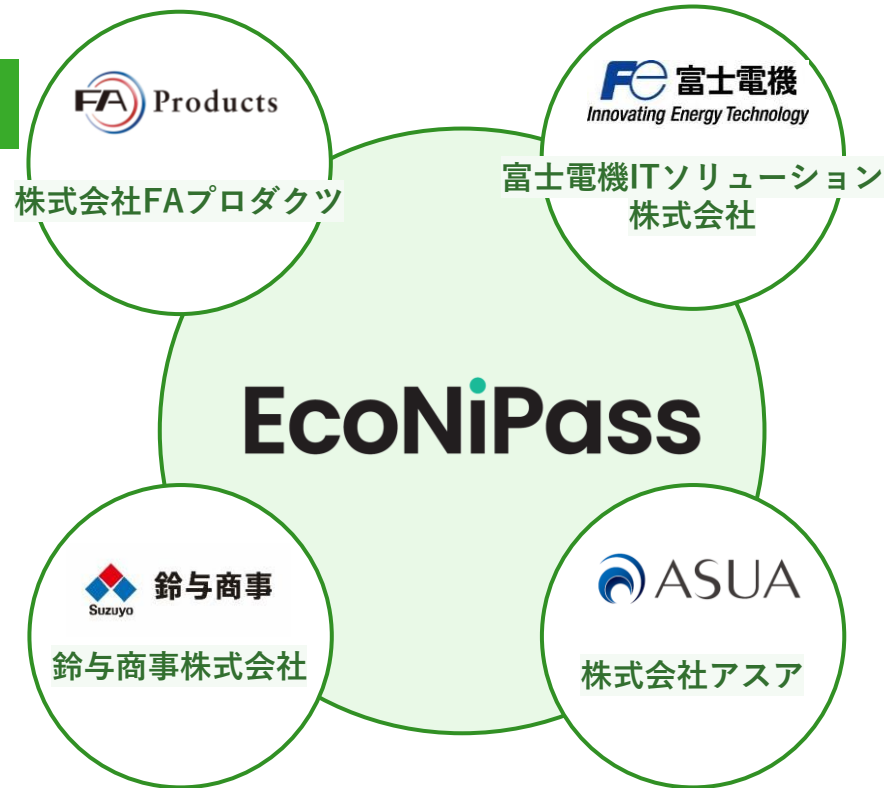 FA Products
株式会社FAプロダクツ
Fe 富士電機
Innovating Energy Technology
富士電機ITソリューション
株式会社
EcoNiPass
Suzuyo
鈴与商事
鈴与商事株式会社
ASUA
株式会社アスア